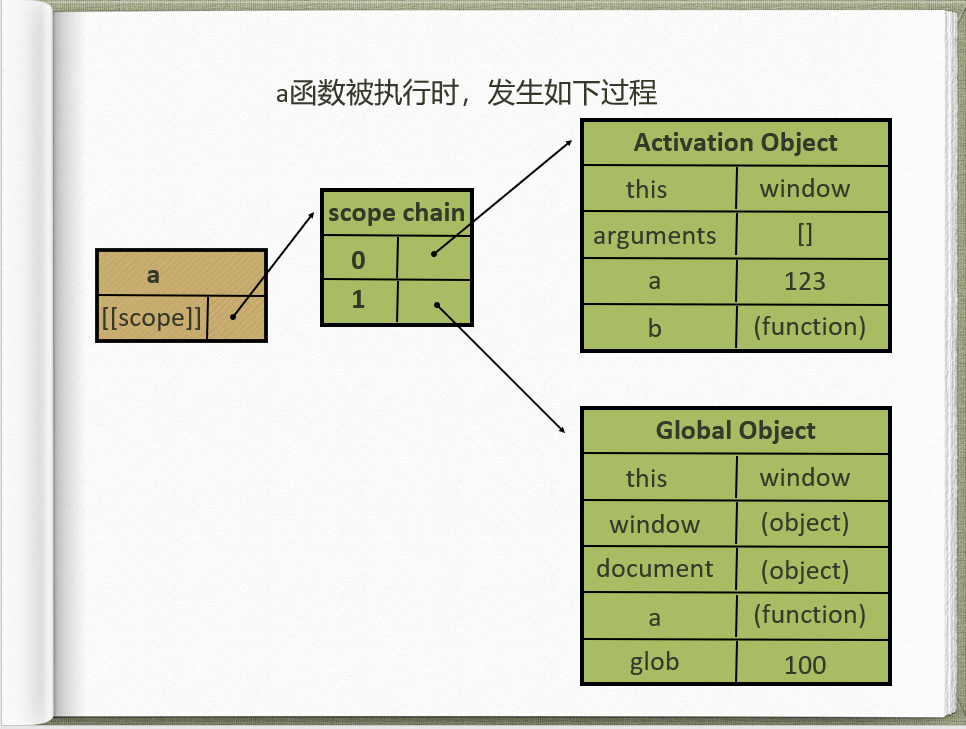 a函数被执行时，发生如下过程
a
[[scope]]
scope chain
0
1
Activation Object
this window
arguments []
a 123
b (function)
Global Object
this window
window (object)
document (object)
a (function)
glob 100